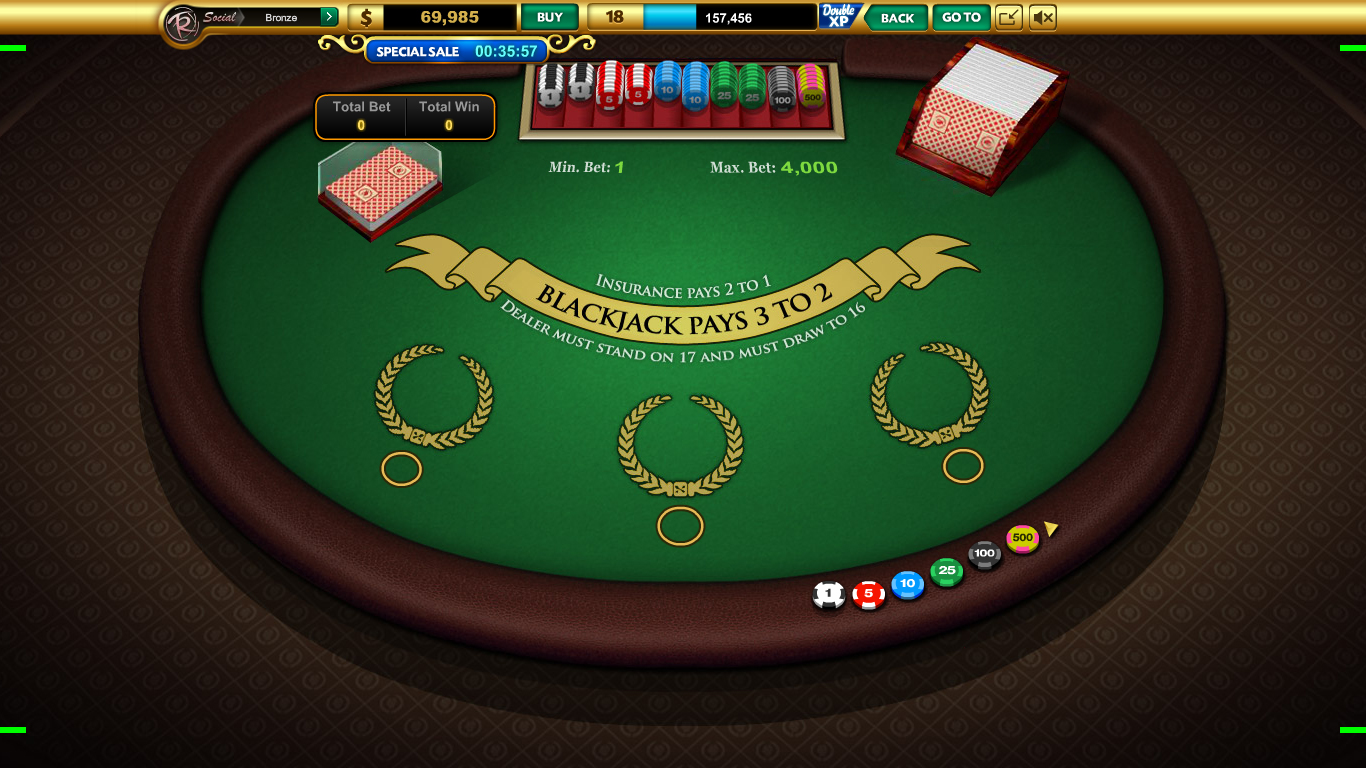 R Social Bronze $ 69,985 BUY 18 157,456 Double XP BACK GO TO
SPECIAL SALE 00:35:57
Total Bet Total Win
0 0
1 1 5 5 10 10 25 25 100 500
Min. Bet: 1 Max. Bet: 4,000
INSURANCE PAYS 2 TO 1
BLACKJACK PAYS 3 TO 2
DEALER MUST STAND ON 17 AND MUST DRAW TO 16
1 5 10 25 100 500